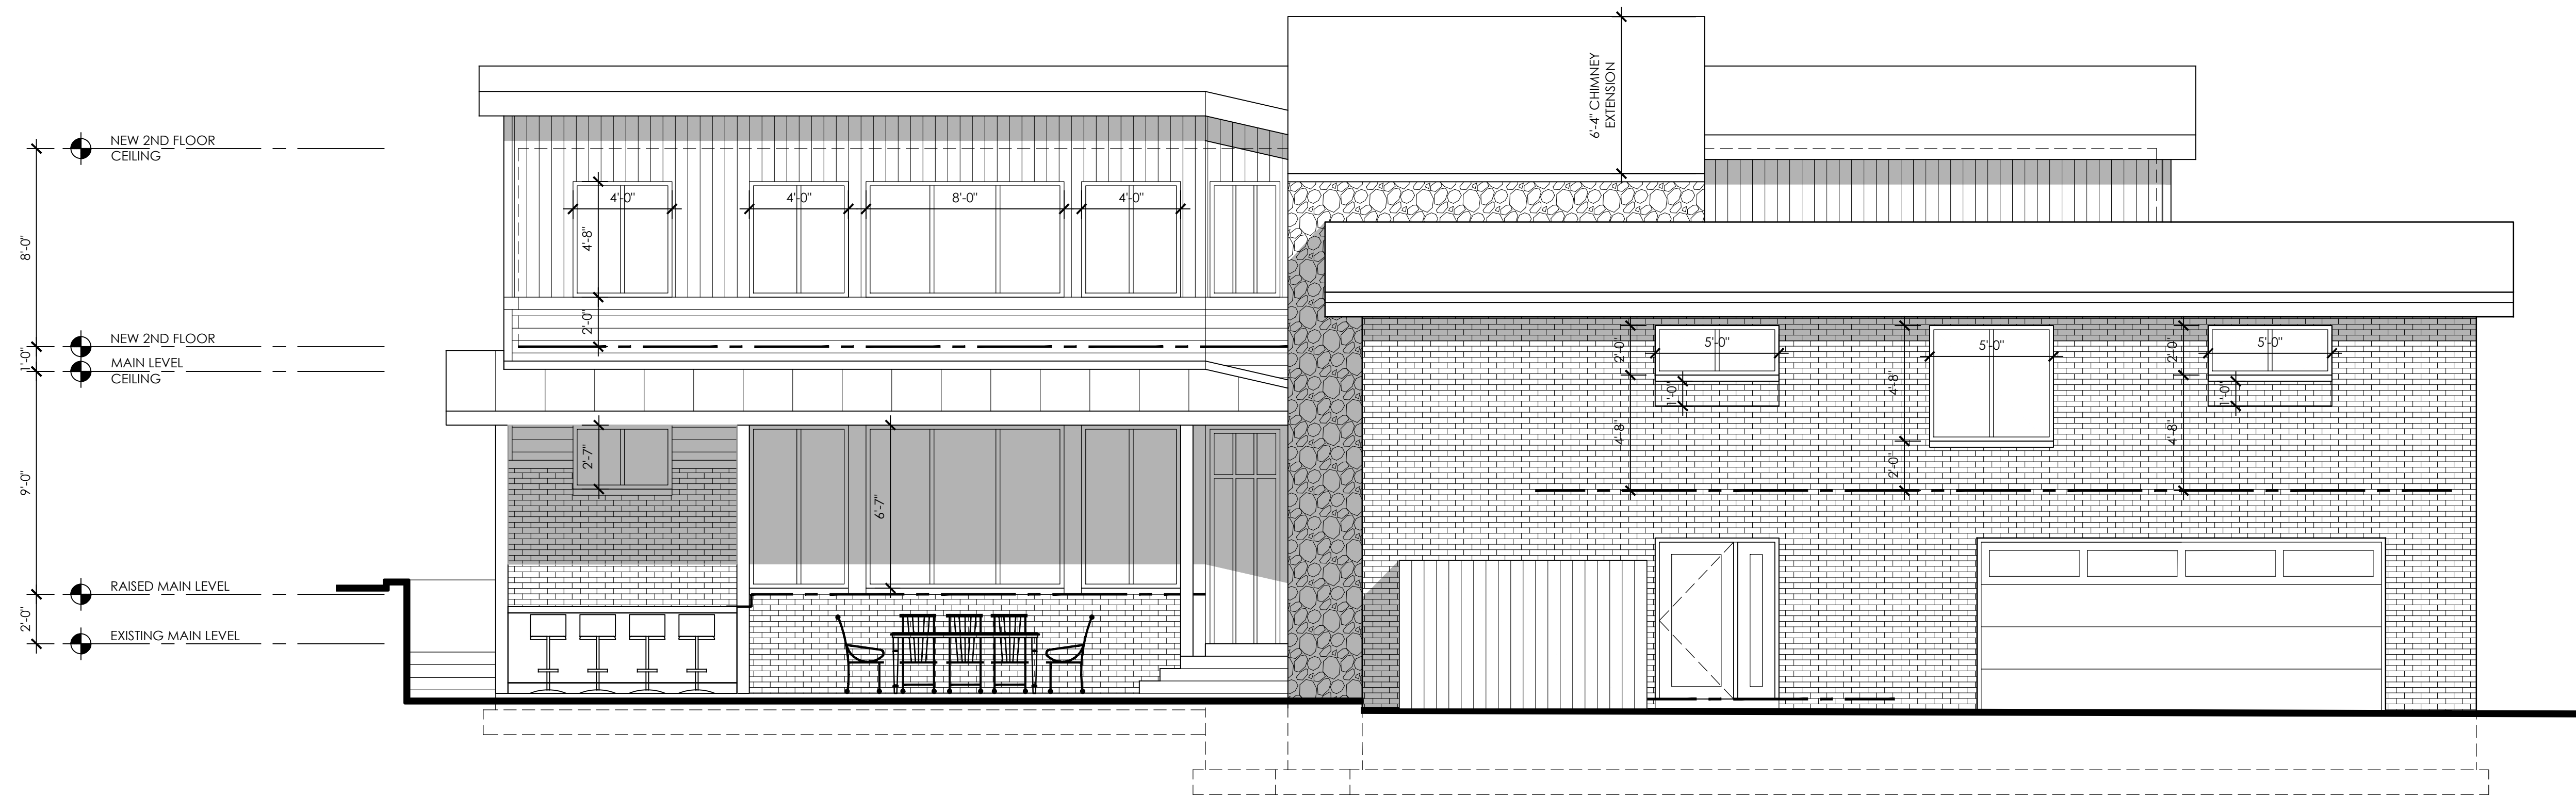 6'-4" CHIMNEY
EXTENSION
NEW 2ND FLOOR
CEILING
8'-0"
4'-0"
4'-0"
8'-0"
4'-0"
4'-8"
2'-0"
NEW 2ND FLOOR
1'-0"
MAIN LEVEL
CEILING
9'-0"
2'-7"
6'-7"
RAISED MAIN LEVEL
2'-0"
EXISTING MAIN LEVEL
2'-0"
5'-0"
1'-0"
4'-8"
5'-0"
4'-8"
2'-0"
2'-0"
5'-0"
1'-0"
4'-8"